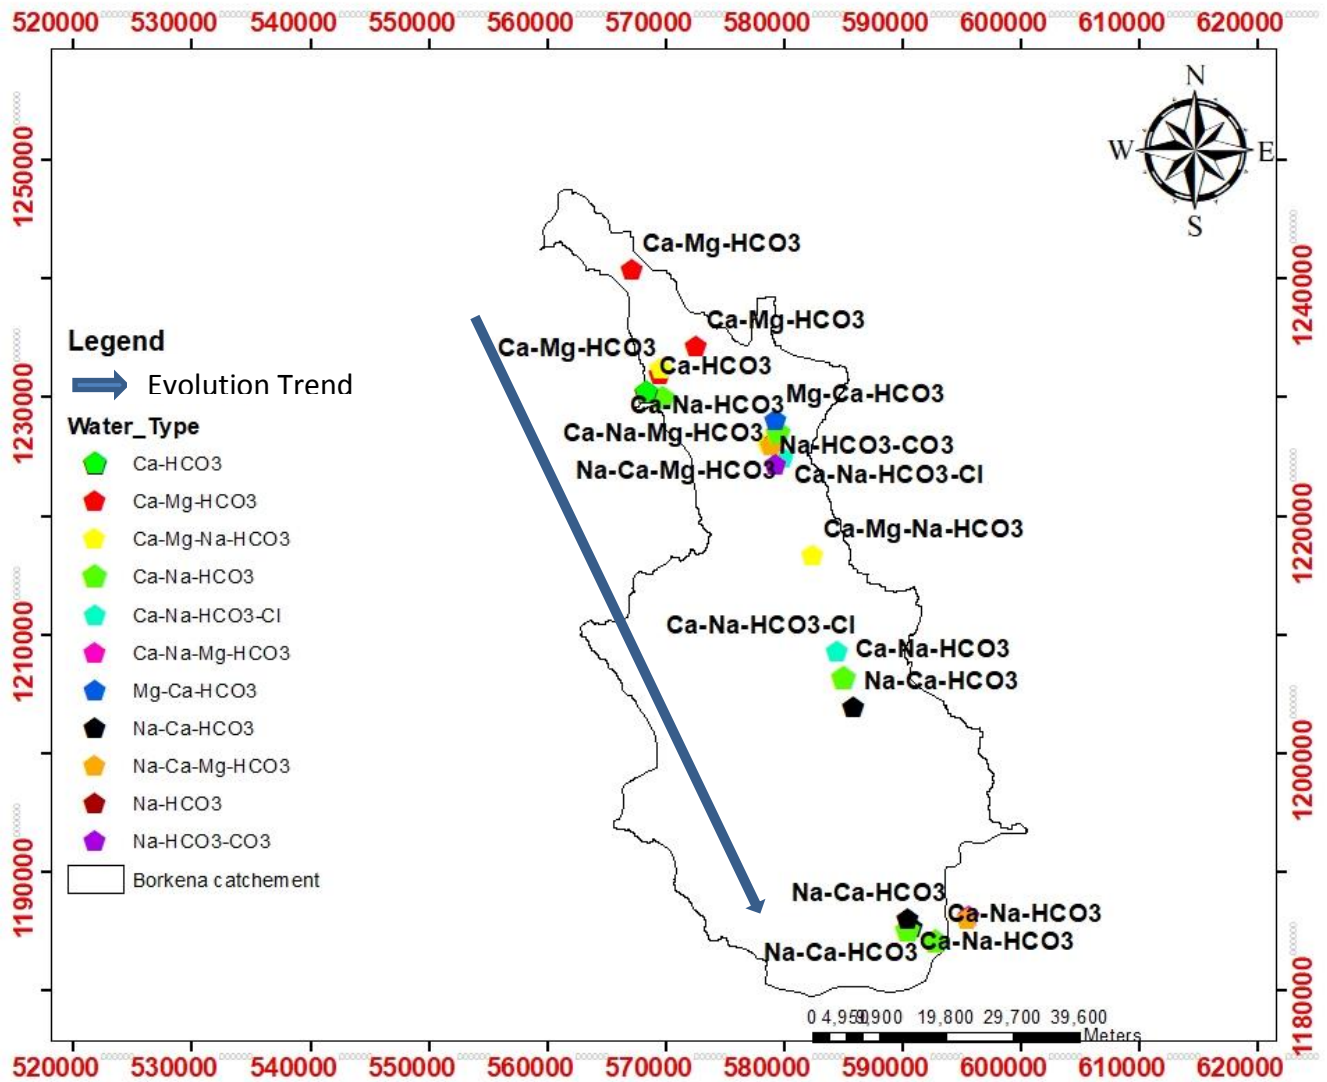 520000 530000 540000 550000 560000 570000 580000 590000 600000 610000 620000
N
W E
S
1250000
1240000
1230000
1220000
1210000
1200000
1190000
1180000
Ca-Mg-HCO3
Ca-Mg-HCO3
Ca-Mg-HCO3
Ca-HCO3
Mg-Ca-HCO3
Ca-Na-HCO3
Ca-Na-Mg-HCO3
Na-HCO3-CO3
Na-Ca-Mg-HCO3
Ca-Na-HCO3-Cl
Ca-Mg-Na-HCO3
Ca-Na-HCO3-Cl
Ca-Na-HCO3
Na-Ca-HCO3
Na-Ca-HCO3
Ca-Na-HCO3
Ca-Na-HCO3
Na-Ca-HCO3
Legend
Evolution Trend
Water_Type
Ca-HCO3
Ca-Mg-HCO3
Ca-Mg-Na-HCO3
Ca-Na-HCO3
Ca-Na-HCO3-Cl
Ca-Na-Mg-HCO3
Mg-Ca-HCO3
Na-Ca-HCO3
Na-Ca-Mg-HCO3
Na-HCO3
Na-HCO3-CO3
Borkena catchement
0 4,950 9,900 19,800 29,700 39,600
Meters
520000 530000 540000 550000 560000 570000 580000 590000 600000 610000 620000